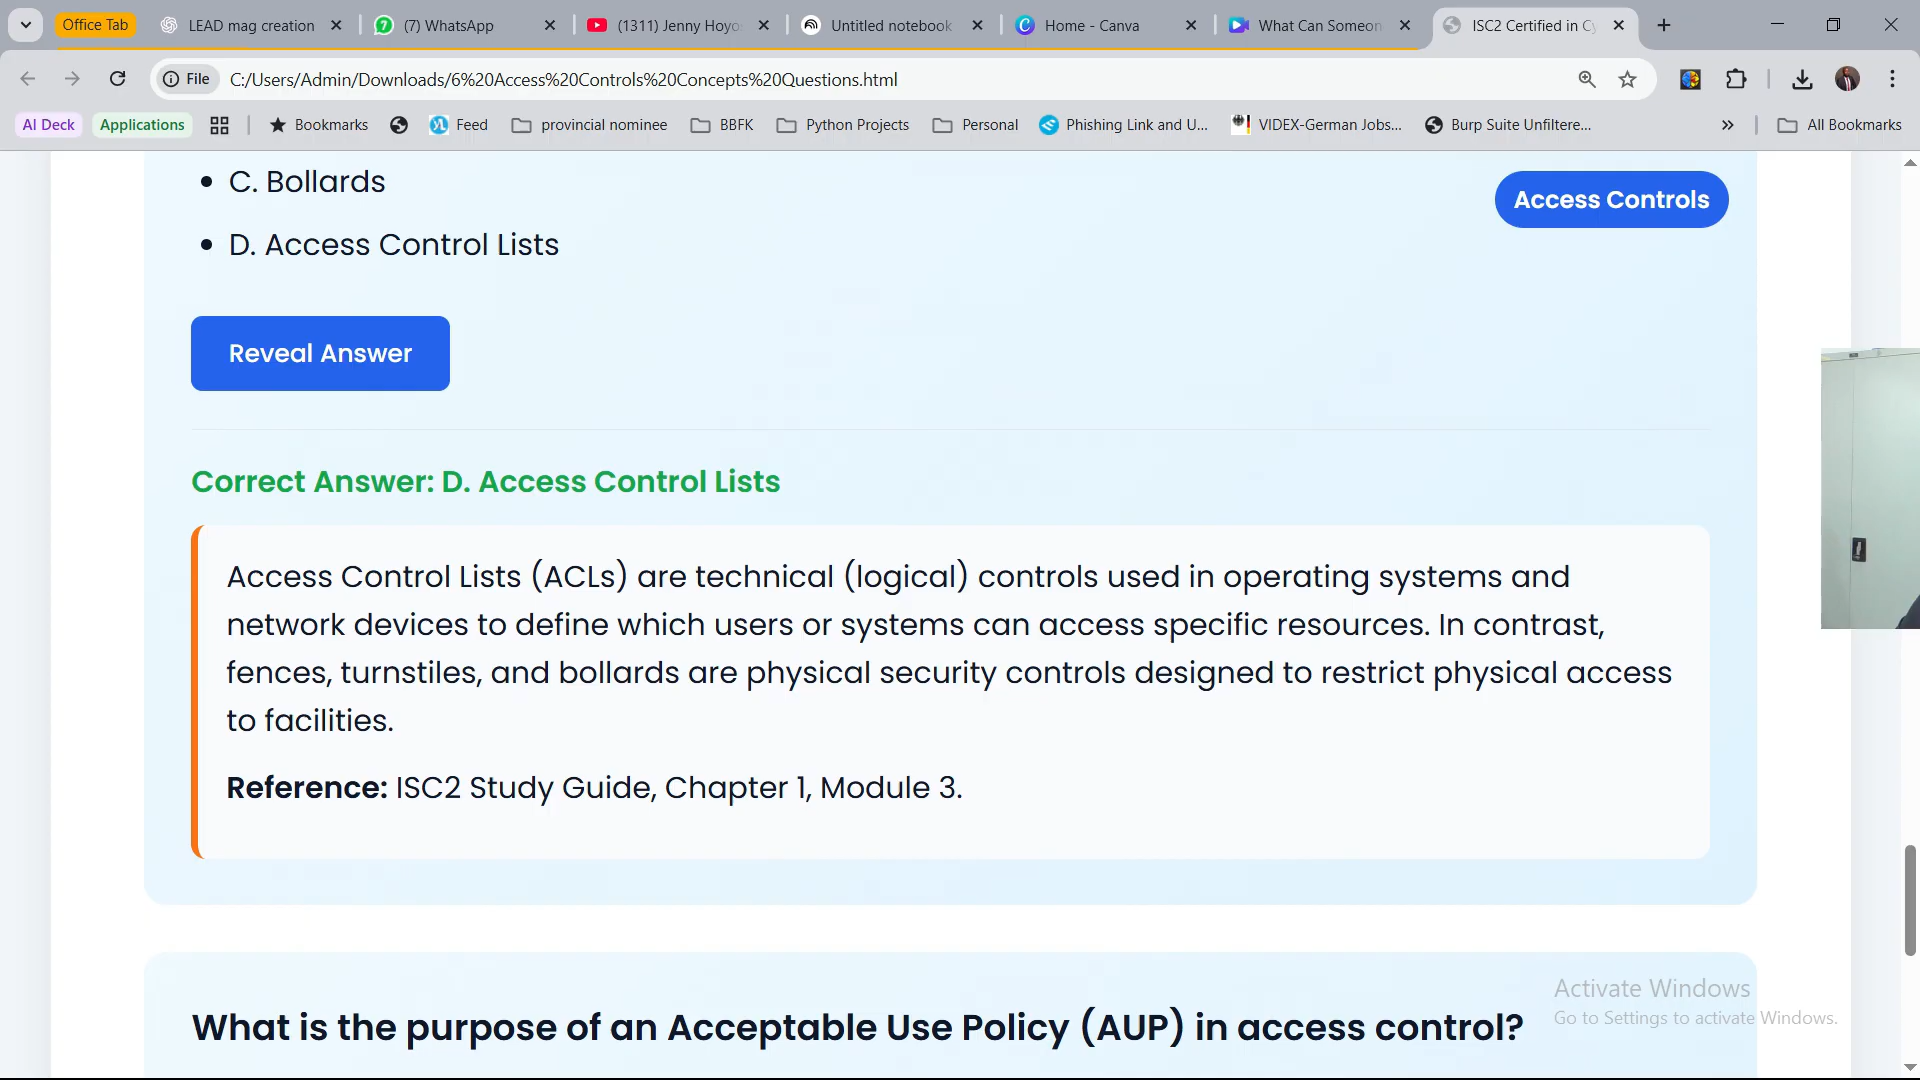 Office Tab
LEAD mag creation
(7) WhatsApp
(1311) Jenny Hoyo
Untitled notebook
Home - Canva
What Can Someon
ISC2 Certified in Cy
File
C:/Users/Admin/Downloads/6%20Access%20Controls%20Concepts%20Questions.html
AI Deck
Applications
Bookmarks
Feed
provincial nominee
BBFK
Python Projects
Personal
Phishing Link and U...
VIDEX-German Jobs...
Burp Suite Unfiltere...
All Bookmarks
C. Bollards
Access Controls
D. Access Control Lists
Reveal Answer
Correct Answer: D. Access Control Lists
Access Control Lists (ACLs) are technical (logical) controls used in operating systems and
network devices to define which users or systems can access specific resources. In contrast,
fences, turnstiles, and bollards are physical security controls designed to restrict physical access
to facilities.
Reference: ISC2 Study Guide, Chapter 1, Module 3.
What is the purpose of an Acceptable Use Policy (AUP) in access control?
Activate Windows
Go to Settings to activate Windows.